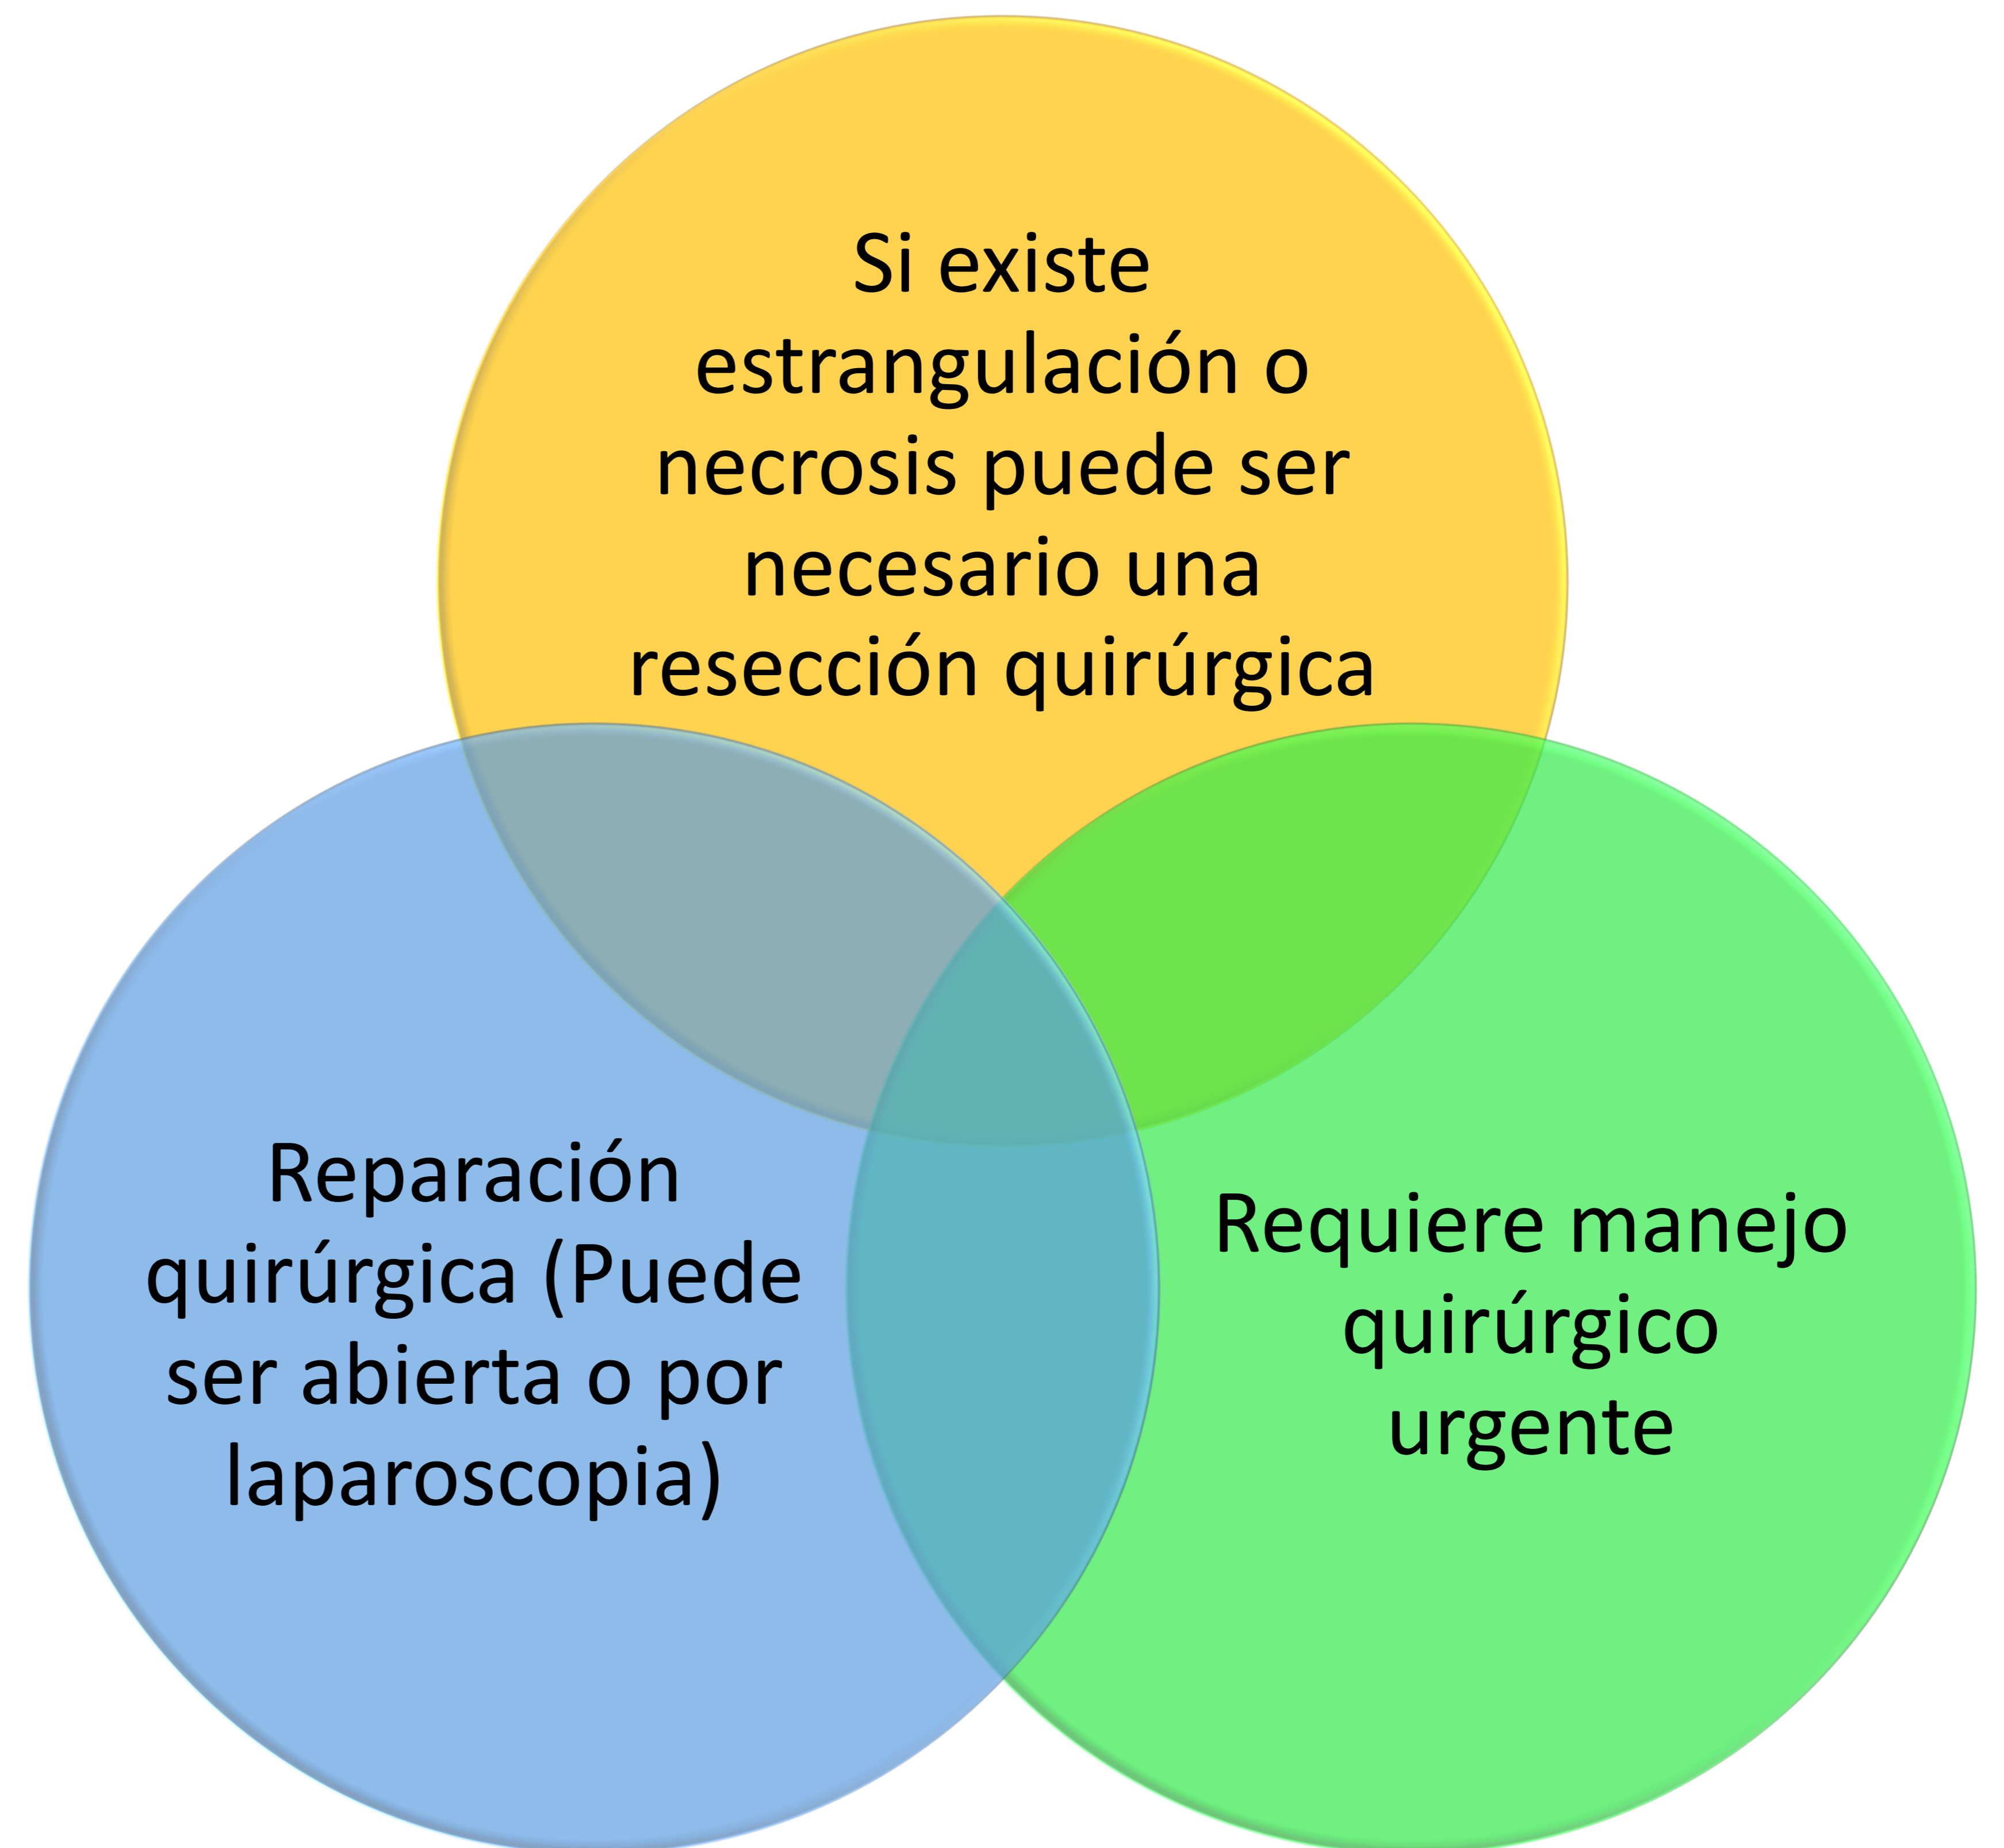 Si existe
estrangulación o
necrosis puede ser
necesario una
resección quirúrgica
Reparación
quirúrgica (Puede
ser abierta o por
laparoscopia)
Requiere manejo
quirúrgico
urgente